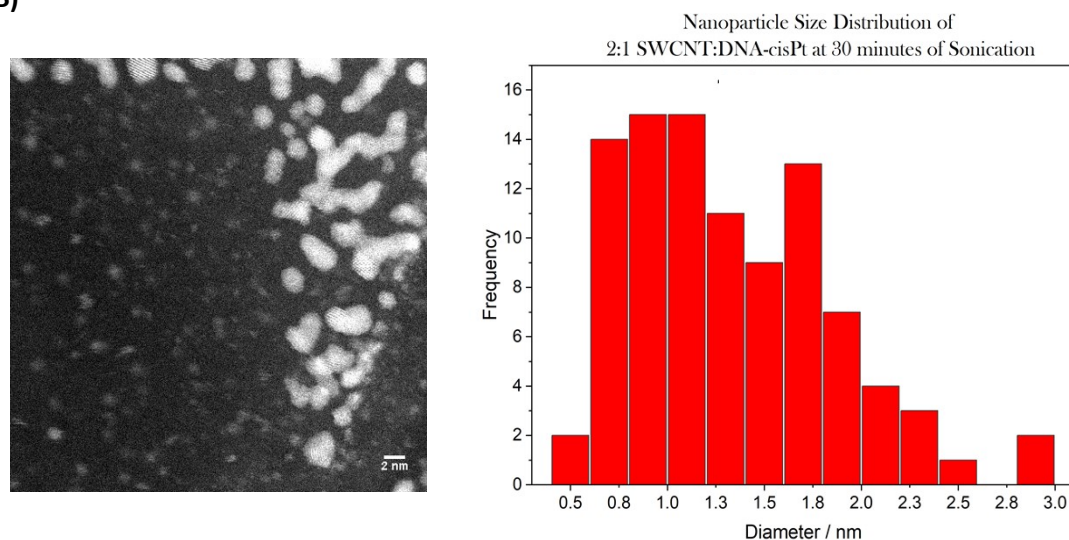 Nanoparticle Size Distribution of
2:1 SWCNT:DNA-cisPt at 30 minutes of Sonication
2 nm
Frequency
16
14
12
10
8
6
4
2
0
0.5 0.8 1.0 1.3 1.5 1.8 2.0 2.3 2.5 2.8 3.0
Diameter / nm